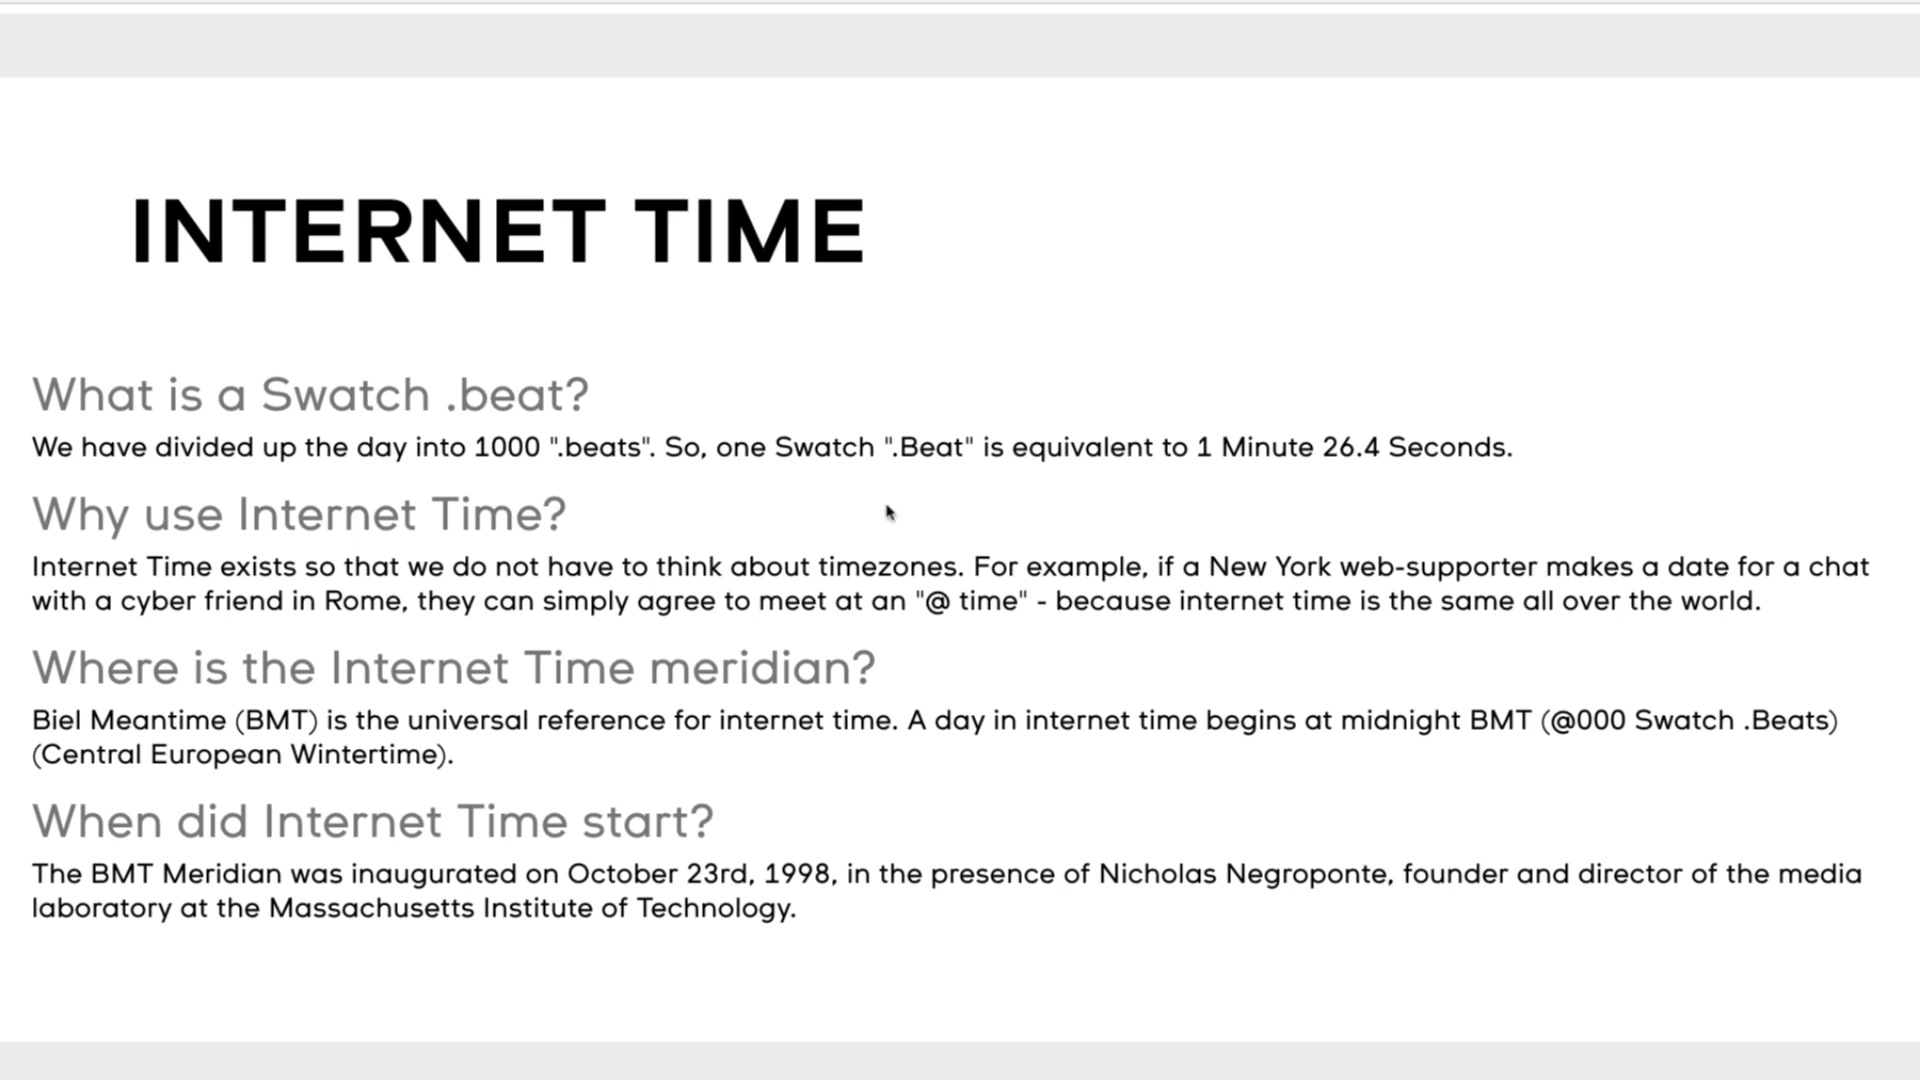 INTERNET TIME
What is a Swatch .beat?
We have divided up the day into 1000 ".beats". So, one Swatch ".Beat" is equivalent to 1 Minute 26.4 Seconds.
Why use Internet Time?
Internet Time exists so that we do not have to think about timezones. For example, if a New York web-supporter makes a date for a chat
with a cyber friend in Rome, they can simply agree to meet at an "@ time" - because internet time is the same all over the world.
Where is the Internet Time meridian?
Biel Meantime (BMT) is the universal reference for internet time. A day in internet time begins at midnight BMT (@000 Swatch .Beats)
(Central European Wintertime).
When did Internet Time start?
The BMT Meridian was inaugurated on October 23rd, 1998, in the presence of Nicholas Negroponte, founder and director of the media
laboratory at the Massachusetts Institute of Technology.